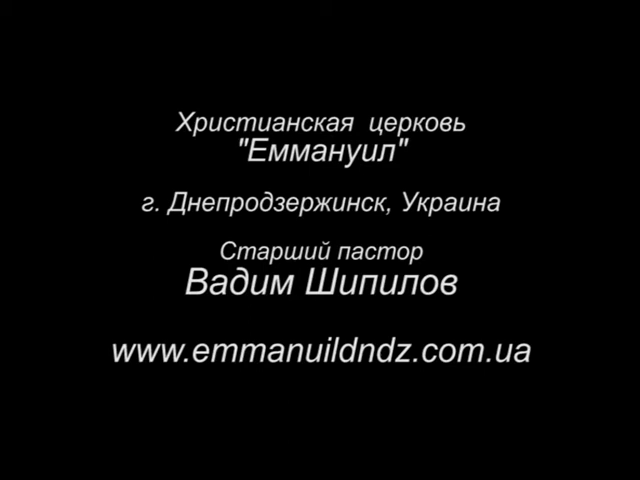 Христианская церковь
"Еммануил"
г. Днепродзержинск, Украина
Старший пастор
Вадим Шипилов
www.emmanuildndz.com.ua